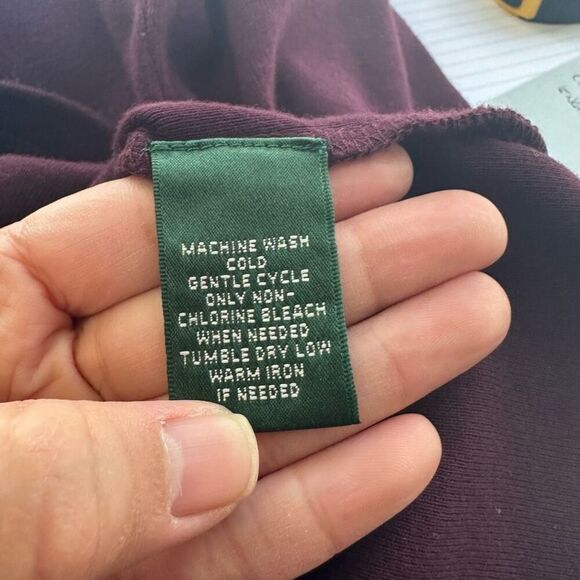 MACHINE WASH
COLD
GENTLE CYCLE
ONLY NON-
CHLORINE BLEACH
WHEN NEEDED
TUMBLE DRY LOW
WARM IRON
IF NEEDED